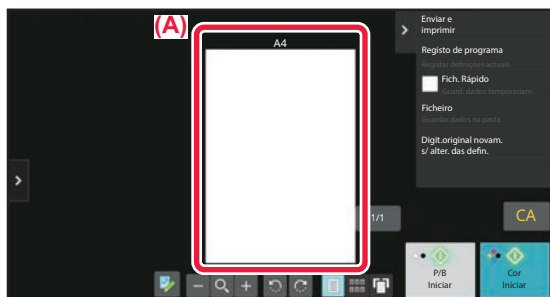 (A)
A4
Enviar e
imprimir
Registo de programa
Registar definições actuais
Fich. Rápido
Guard. dados temporariam.
Ficheiro
Guardar dados na pasta
Digit.original novam.
s/ alter. das defin.
1/1
CA
P/B
Iniciar
Cor
Iniciar